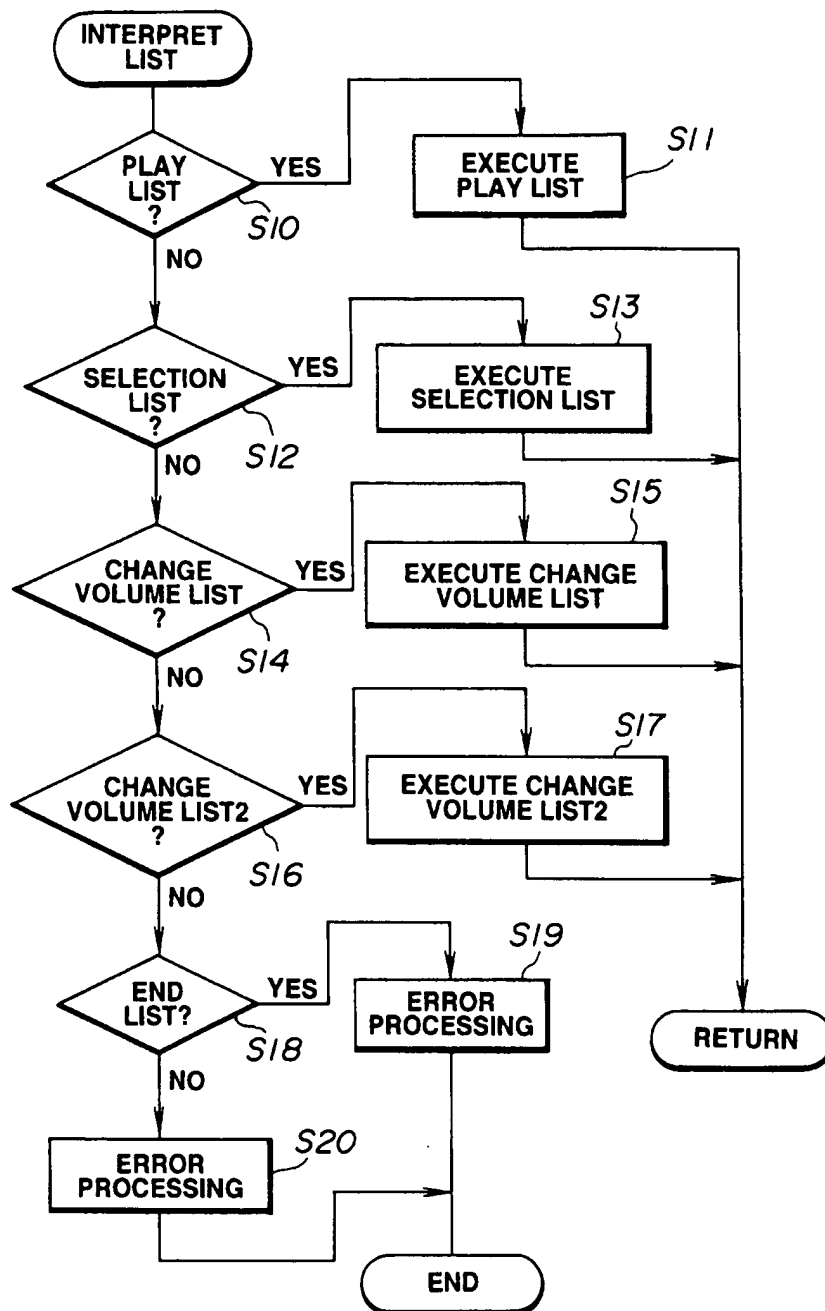 INTERPRET
LIST
PLAY
LIST
?
YES
S10
NO
EXECUTE
PLAY LIST
S11
SELECTION
LIST
?
YES
S12
NO
EXECUTE
SELECTION LIST
S13
CHANGE
VOLUME LIST
?
YES
S14
NO
EXECUTE CHANGE
VOLUME LIST
S15
CHANGE
VOLUME LIST2
?
YES
S16
NO
EXECUTE CHANGE
VOLUME LIST2
S17
END
LIST?
YES
S18
NO
ERROR
PROCESSING
S19
RETURN
ERROR
PROCESSING
S20
END